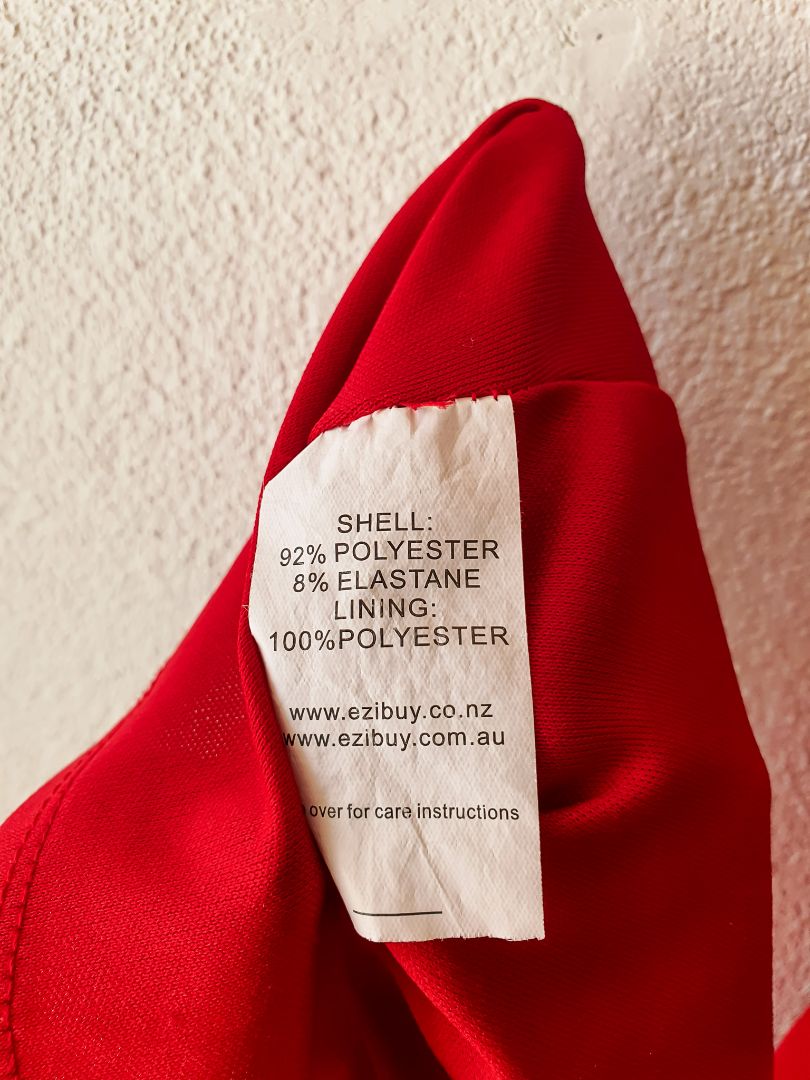 SHELL:
92% POLYESTER
8% ELASTANE
LINING:
100%POLYESTER
www.ezibuy.co.nz
www.ezibuy.com.au
over for care instructions